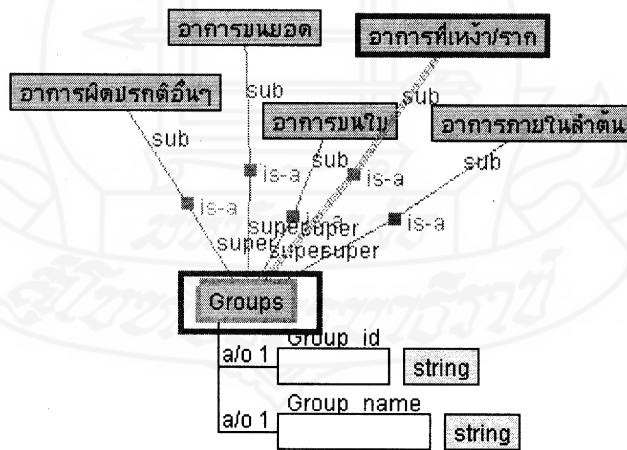 อาการบนยอด
อาการที่เหง้า/ราก
อาการผิดปรกติอื่นๆ
sub
sub
อาการบนใบ
อาการภายในลำต้น
sub
sub
sub
is-a
is-a
is-a
is-a
is-a
super
super
super
super
super
Groups
Group_id
a/o 1
string
Group_name
a/o 1
string